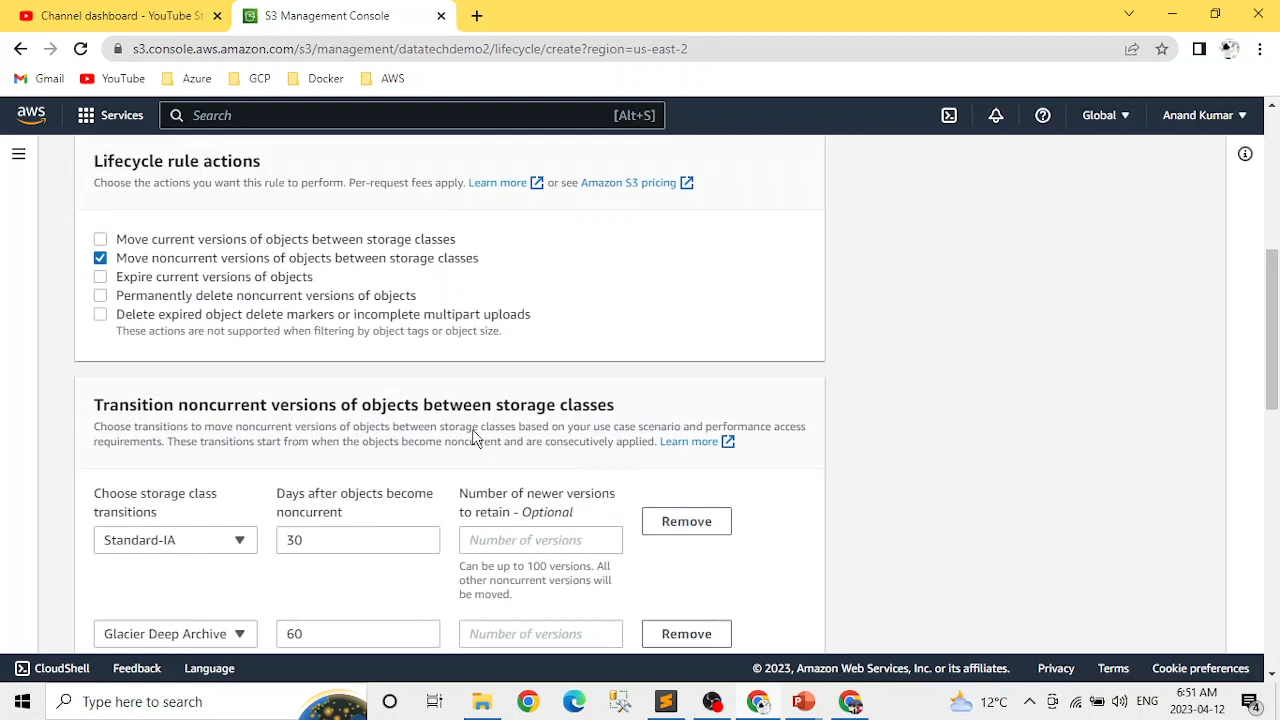 Channel dashboard - YouTube St
S3 Management Console
s3.console.aws.amazon.com/s3/management/datatechdemo2/lifecycle/create?region=us-east-2
Gmail YouTube Azure GCP Docker AWS
aws Services Search [Alt+S] Global Anand Kumar
Lifecycle rule actions
Choose the actions you want this rule to perform. Per-request fees apply. Learn more or see Amazon S3 pricing
Move current versions of objects between storage classes
Move noncurrent versions of objects between storage classes
Expire current versions of objects
Permanently delete noncurrent versions of objects
Delete expired object delete markers or incomplete multipart uploads
These actions are not supported when filtering by object tags or object size.
Transition noncurrent versions of objects between storage classes
Choose transitions to move noncurrent versions of objects between storage classes based on your use case scenario and performance access
requirements. These transitions start from when the objects become noncurrent and are consecutively applied. Learn more
Choose storage class
transitions
Days after objects become
noncurrent
Number of newer versions
to retain - Optional
Remove
Standard-IA
30
Number of versions
Can be up to 100 versions. All
other noncurrent versions will
be moved.
Glacier Deep Archive
60
Number of versions
Remove
CloudShell Feedback Language © 2023, Amazon Web Services, Inc. or its affiliates. Privacy Terms Cookie preferences
Type here to search
12°C
ENG
6:51 AM
2023-04-12
4